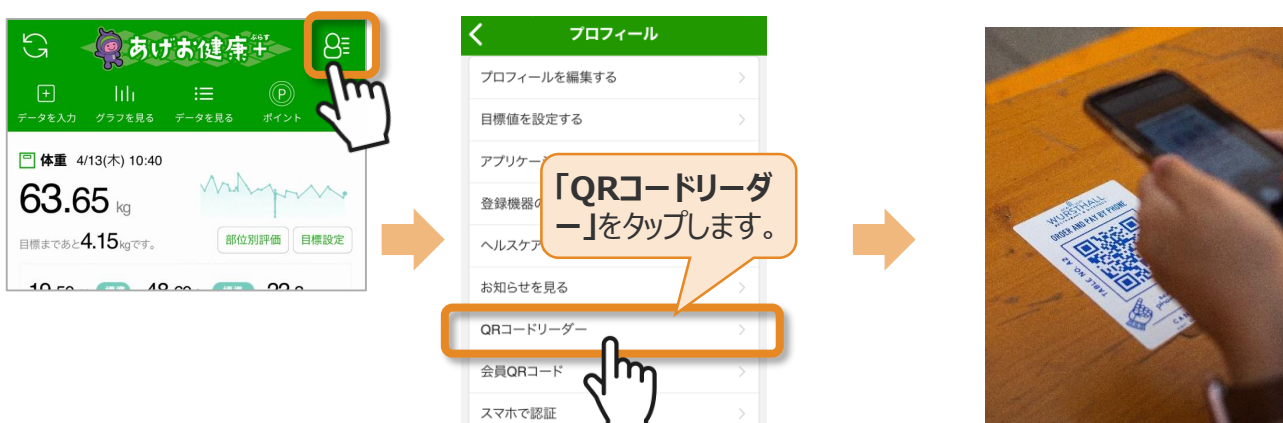 あげお健康+
ぷらす
データを入力 グラフを見る データを見る ポイント
体重 4/13(木) 10:40
63.65 kg
目標まであと4.15kgです。
部位別評価 目標設定
プロフィール
プロフィールを編集する
目標値を設定する
アプリケー
登録機器の
ヘルスケア
お知らせを見る
QRコードリーダー
会員QRコード
スマホで認証
「QRコードリーダ
ー」をタップします。
WURSTHALL
ORDER AND PAY BY PHONE
TABLE NO. A2